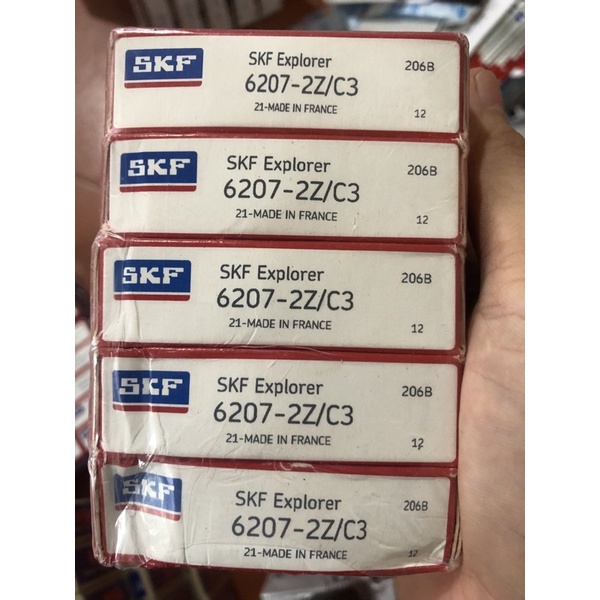 SKF
SKF Explorer
206B
6207-2Z/C3
21-MADE IN FRANCE
12
SKF
SKF Explorer
206B
6207-2Z/C3
21-MADE IN FRANCE
12
SKF
SKF Explorer
206B
6207-2Z/C3
21-MADE IN FRANCE
12
SKF
SKF Explorer
206B
6207-2Z/C3
21-MADE IN FRANCE
12
SKF
SKF Explorer
206B
6207-2Z/C3
21-MADE IN FRANCE
12